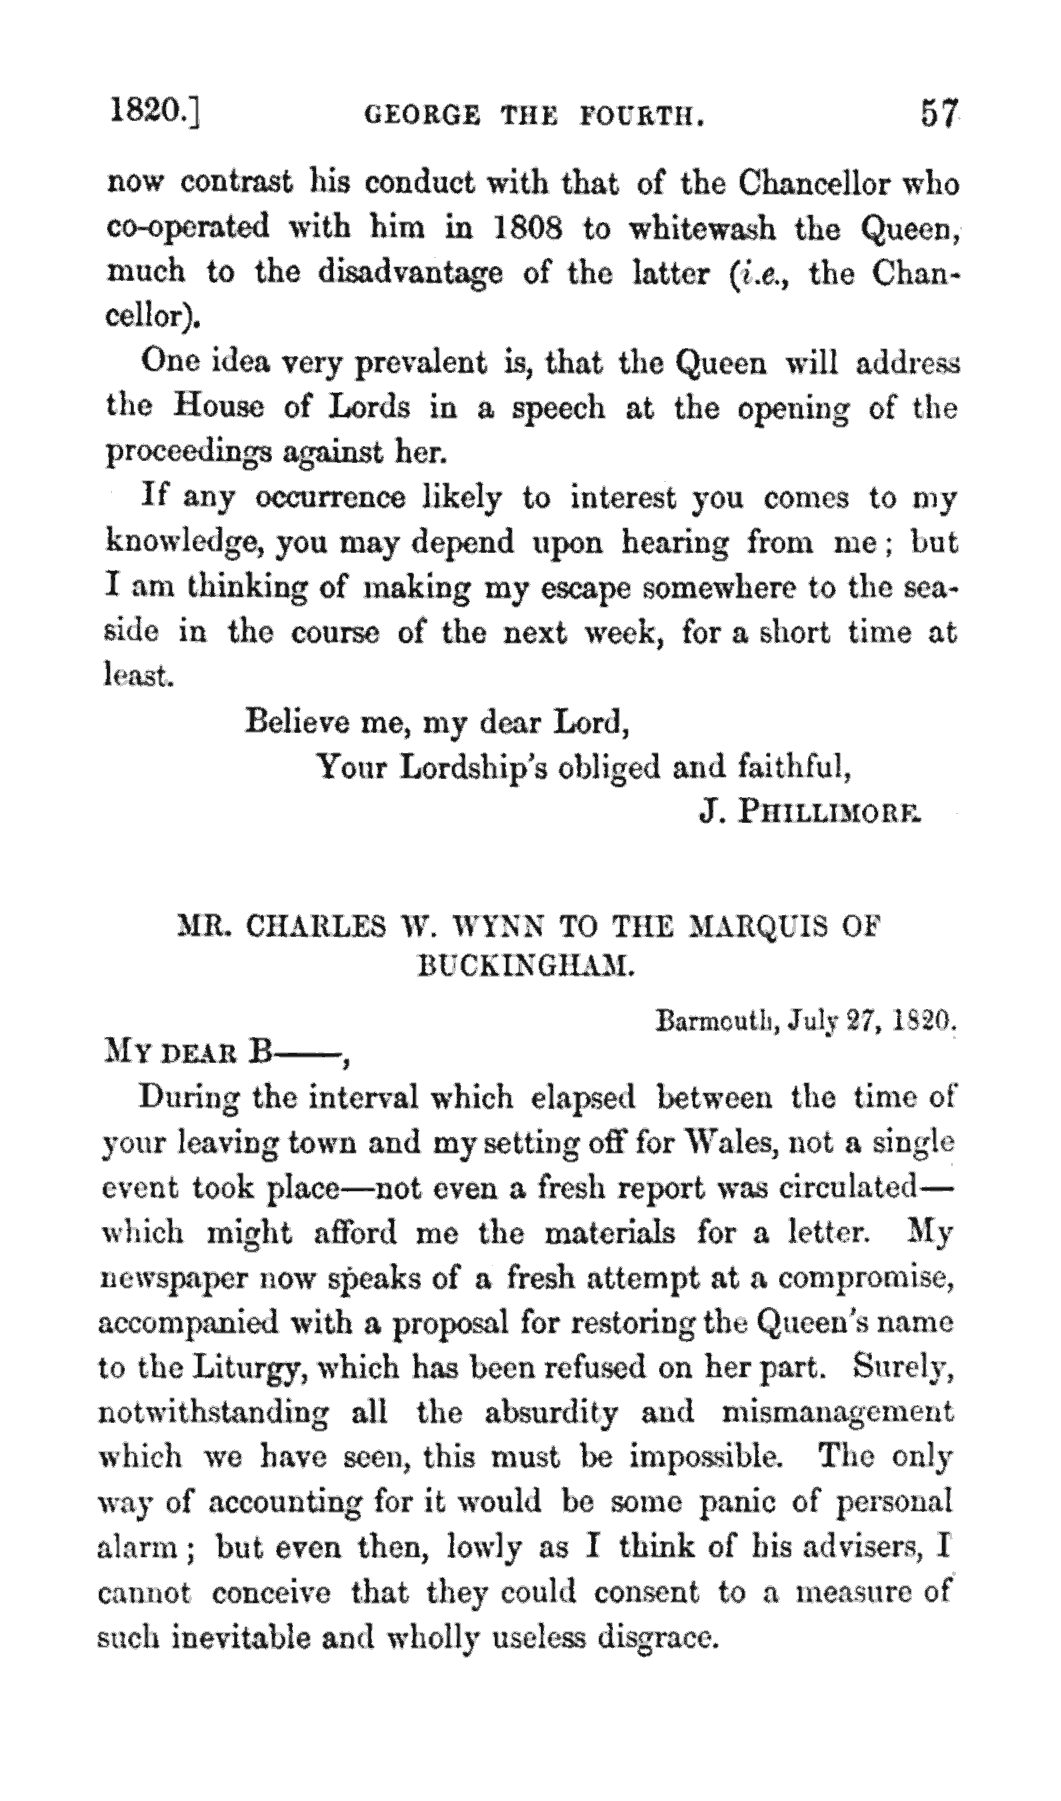 1820.] GEORGE THE FOURTH. 57
now contrast his conduct with that of the Chancellor who
co-operated with him in 1808 to whitewash the Queen,
much to the disadvantage of the latter (i.e., the Chan-
cellor).
One idea very prevalent is, that the Queen will address
the House of Lords in a speech at the opening of the
proceedings against her.
If any occurrence likely to interest you comes to my
knowledge, you may depend upon hearing from me; but
I am thinking of making my escape somewhere to the sea-
side in the course of the next week, for a short time at
least.
Believe me, my dear Lord,
Your Lordship's obliged and faithful,
J. PHILLIMORE.
MR. CHARLES W. WYNN TO THE MARQUIS OF
BUCKINGHAM.
Barmouth, July 27, 1820.
MY DEAR B——,
During the interval which elapsed between the time of
your leaving town and my setting off for Wales, not a single
event took place—not even a fresh report was circulated—
which might afford me the materials for a letter. My
newspaper now speaks of a fresh attempt at a compromise,
accompanied with a proposal for restoring the Queen's name
to the Liturgy, which has been refused on her part. Surely,
notwithstanding all the absurdity and mismanagement
which we have seen, this must be impossible. The only
way of accounting for it would be some panic of personal
alarm; but even then, lowly as I think of his advisers, I
cannot conceive that they could consent to a measure of
such inevitable and wholly useless disgrace.